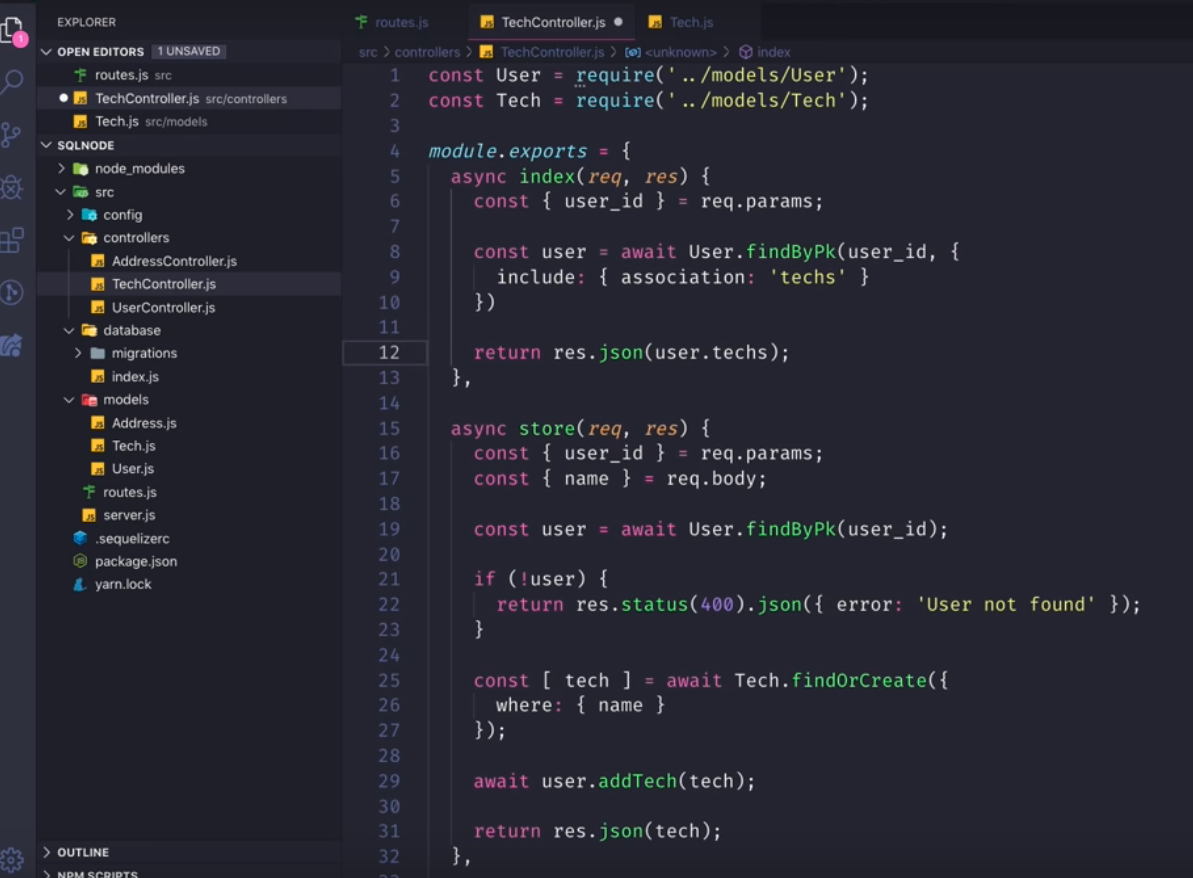 EXPLORER
OPEN EDITORS 1 UNSAVED
routes.js src
TechController.js src/controllers
Tech.js src/models
SQLNODE
node_modules
src
config
controllers
AddressController.js
TechController.js
UserController.js
database
migrations
index.js
models
Address.js
Tech.js
User.js
routes.js
server.js
.sequelizerc
package.json
yarn.lock
OUTLINE
NPM SCRIPTS
1
routes.js TechController.js Tech.js
src > controllers > TechController.js > <unknown> > index
1 const User = require('../models/User');
2 const Tech = require('../models/Tech');
3
4 module.exports = {
5 async index(req, res) {
6 const { user_id } = req.params;
7
8 const user = await User.findByPk(user_id, {
9 include: { association: 'techs' }
10 })
11
12 return res.json(user.techs);
13 },
14
15 async store(req, res) {
16 const { user_id } = req.params;
17 const { name } = req.body;
18
19 const user = await User.findByPk(user_id);
20
21 if (!user) {
22 return res.status(400).json({ error: 'User not found' });
23 }
24
25 const [ tech ] = await Tech.findOrCreate({
26 where: { name }
27 });
28
29 await user.addTech(tech);
30
31 return res.json(tech);
32 },